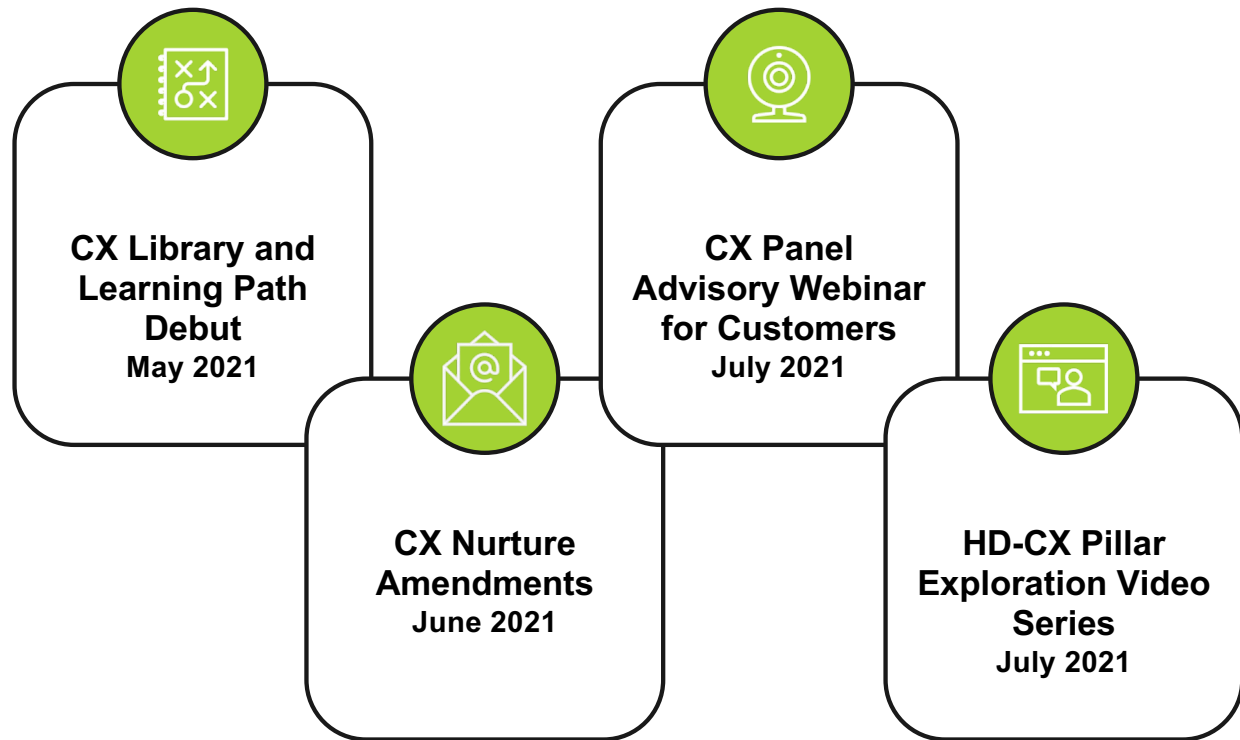 CX Library and
Learning Path
Debut
May 2021
CX Nurture
Amendments
June 2021
CX Panel
Advisory Webinar
for Customers
July 2021
HD-CX Pillar
Exploration Video
Series
July 2021